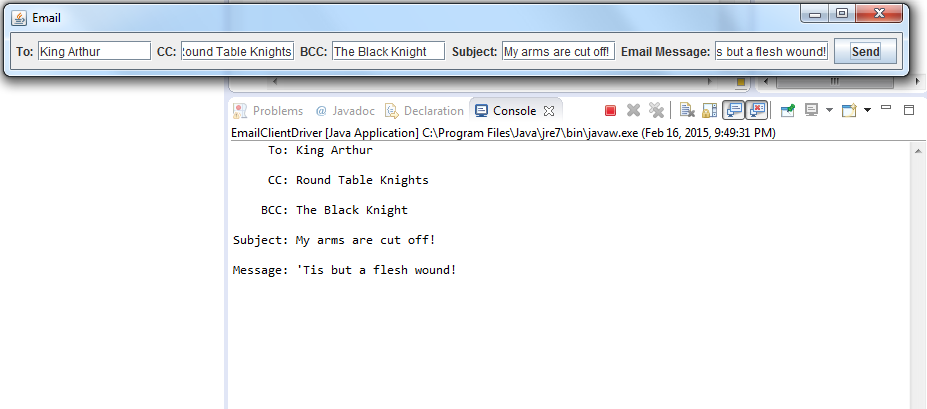 Email
To: King Arthur CC: Round Table Knights BCC: The Black Knight Subject: My arms are cut off! Email Message: s but a flesh wound! Send
Problems @ Javadoc Declaration Console
EmailClientDriver [Java Application] C:\Program Files\Java\jre7\bin\javaw.exe (Feb 16, 2015, 9:49:31 PM)
To: King Arthur
CC: Round Table Knights
BCC: The Black Knight
Subject: My arms are cut off!
Message: 'Tis but a flesh wound!